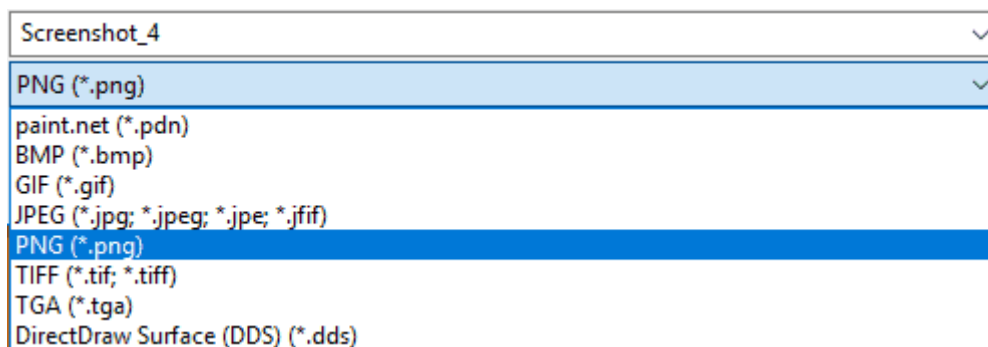 Screenshot_4
PNG (*.png)
paint.net (*.pdn)
BMP (*.bmp)
GIF (*.gif)
JPEG (*.jpg; *.jpeg; *.jpe; *.jfif)
PNG (*.png)
TIFF (*.tif; *.tiff)
TGA (*.tga)
DirectDraw Surface (DDS) (*.dds)